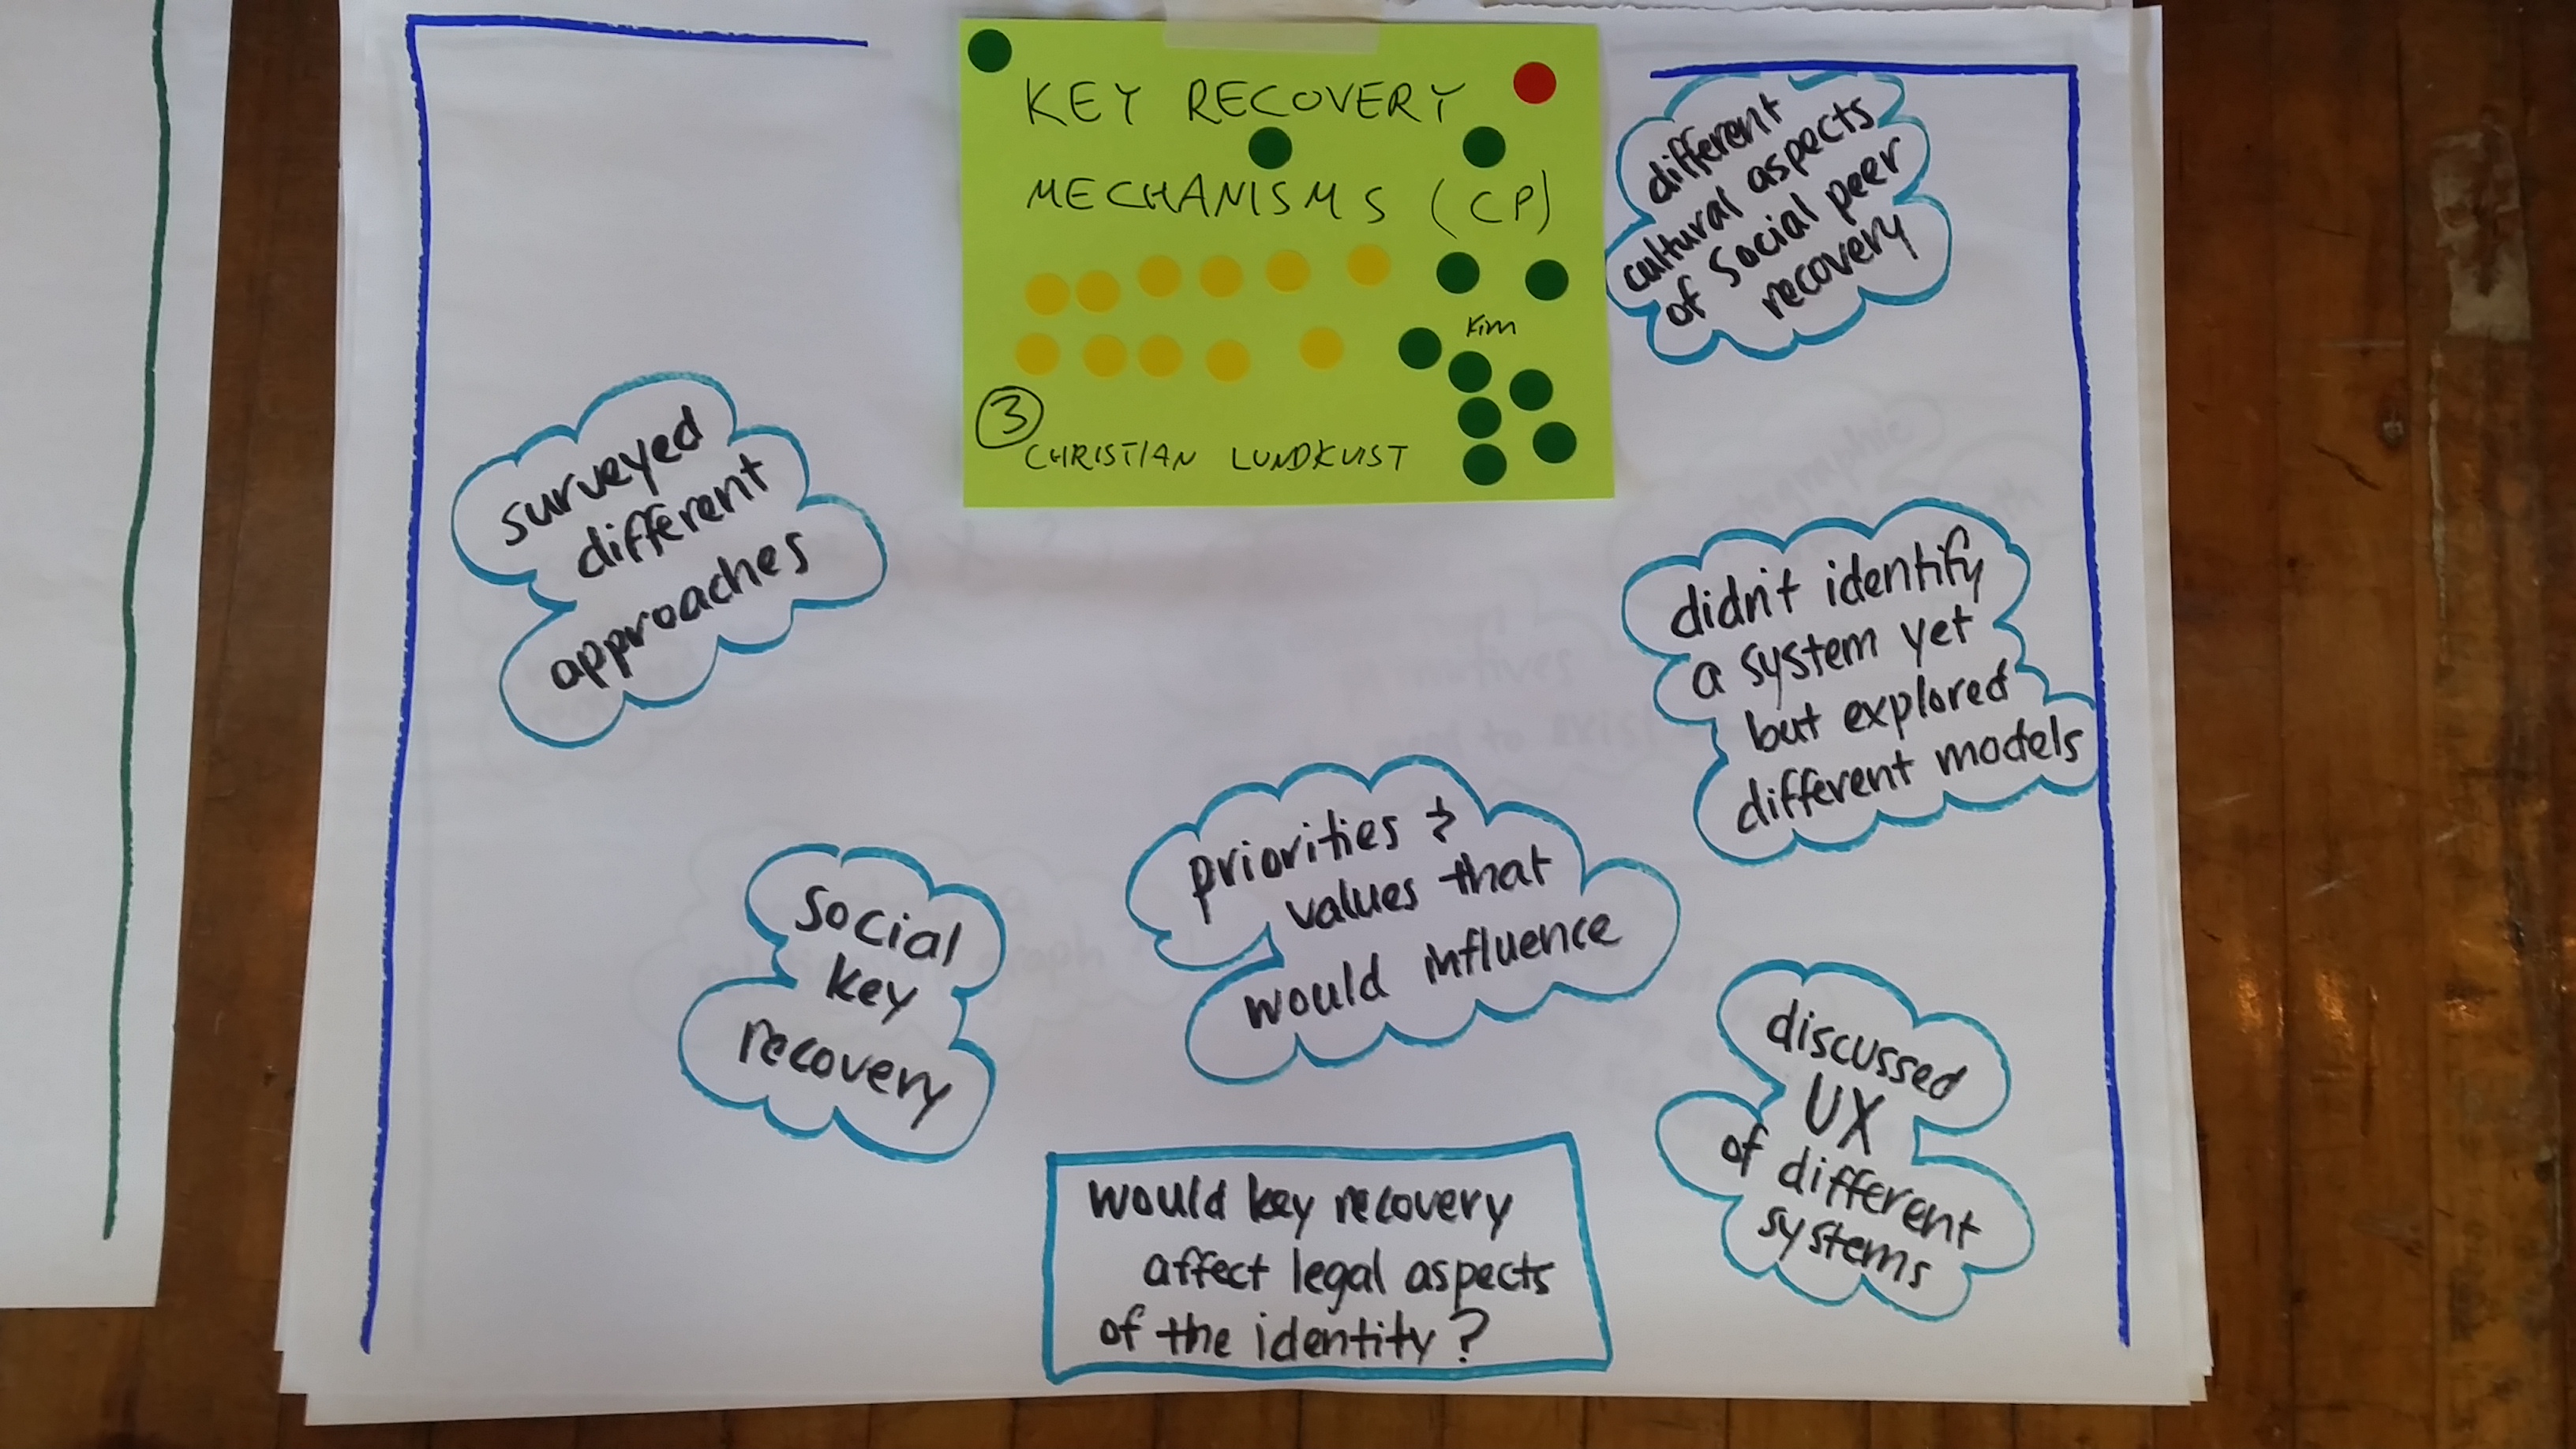 KEY RECOVERY
MECHANISMS (CP)
Kim
3
CHRISTIAN LUNDKVIST
different
cultural aspects
of social peer
recovery
surveyed
different
approaches
didn't identify
a system yet
but explored
different models
priorities &
values that
would influence
social
key
recovery
discussed
UX
of different
systems
would key recovery
affect legal aspects
of the identity?